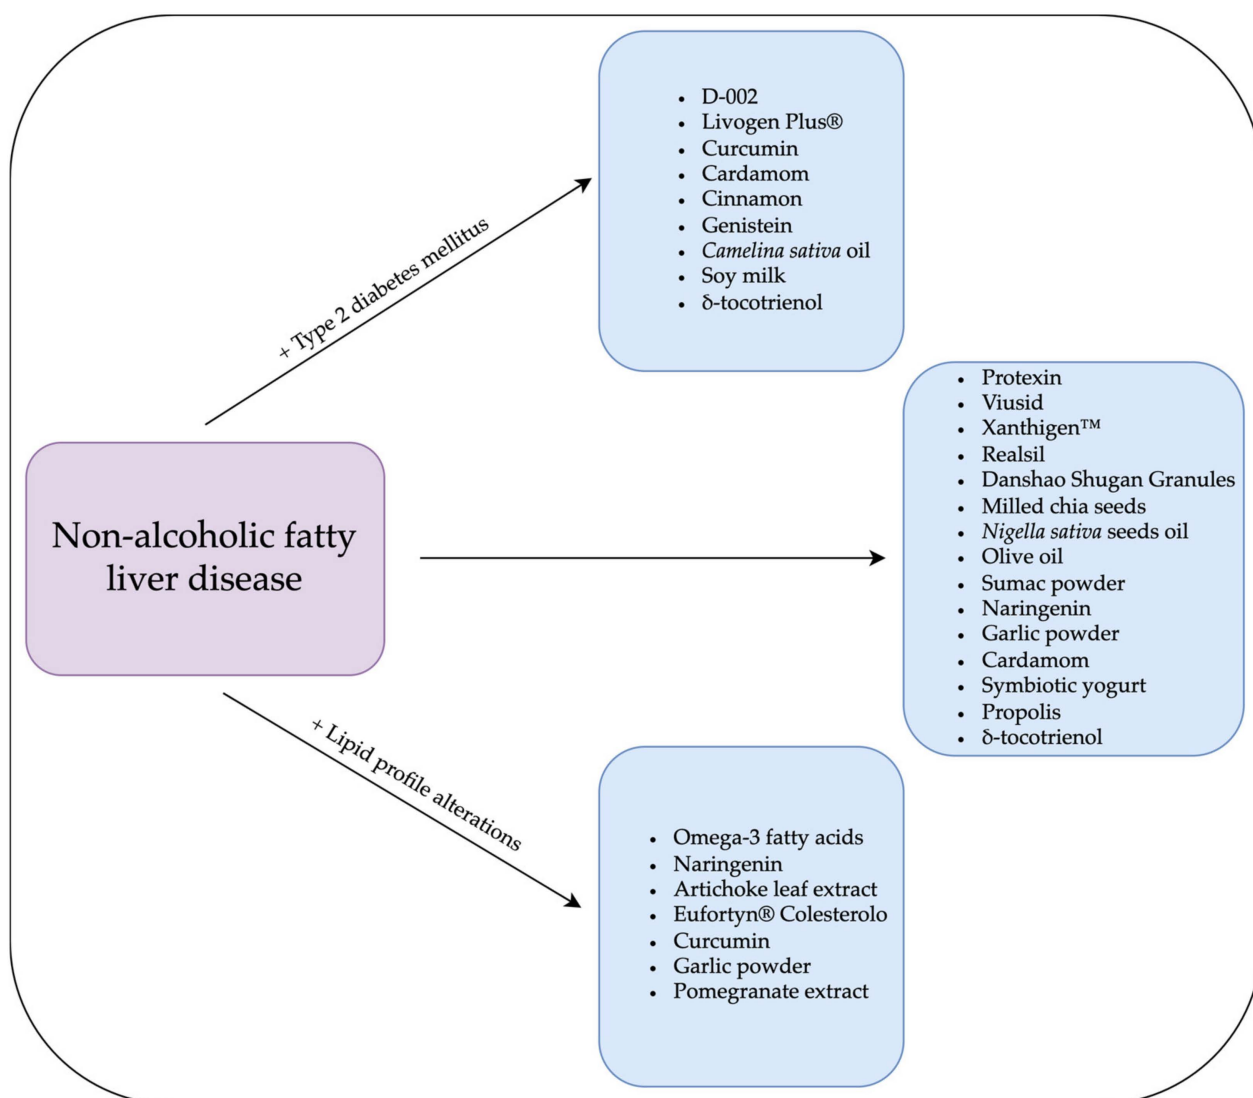 Non-alcoholic fatty
liver disease
+ Type 2 diabetes mellitus
• D-002
• Livogen Plus®
• Curcumin
• Cardamom
• Cinnamon
• Genistein
• Camelina sativa oil
• Soy milk
• δ-tocotrienol
• Protexin
• Viusid
• Xanthigen™
• Realsil
• Danshao Shugan Granules
• Milled chia seeds
• Nigella sativa seeds oil
• Olive oil
• Sumac powder
• Naringenin
• Garlic powder
• Cardamom
• Symbiotic yogurt
• Propolis
• δ-tocotrienol
+ Lipid profile alterations
• Omega-3 fatty acids
• Naringenin
• Artichoke leaf extract
• Eufortyn® Colesterolo
• Curcumin
• Garlic powder
• Pomegranate extract